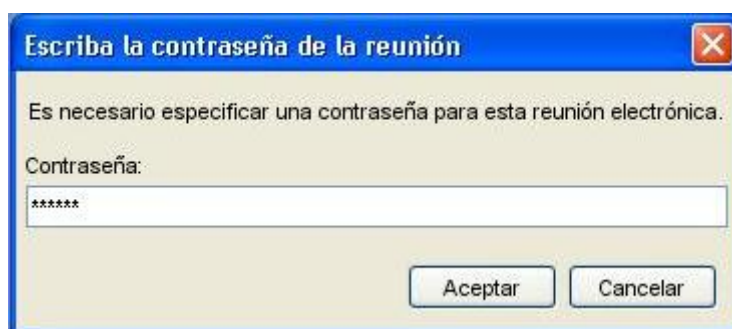 Escriba la contraseña de la reunión
Es necesario especificar una contraseña para esta reunión electrónica.
Contraseña:
******
Aceptar Cancelar